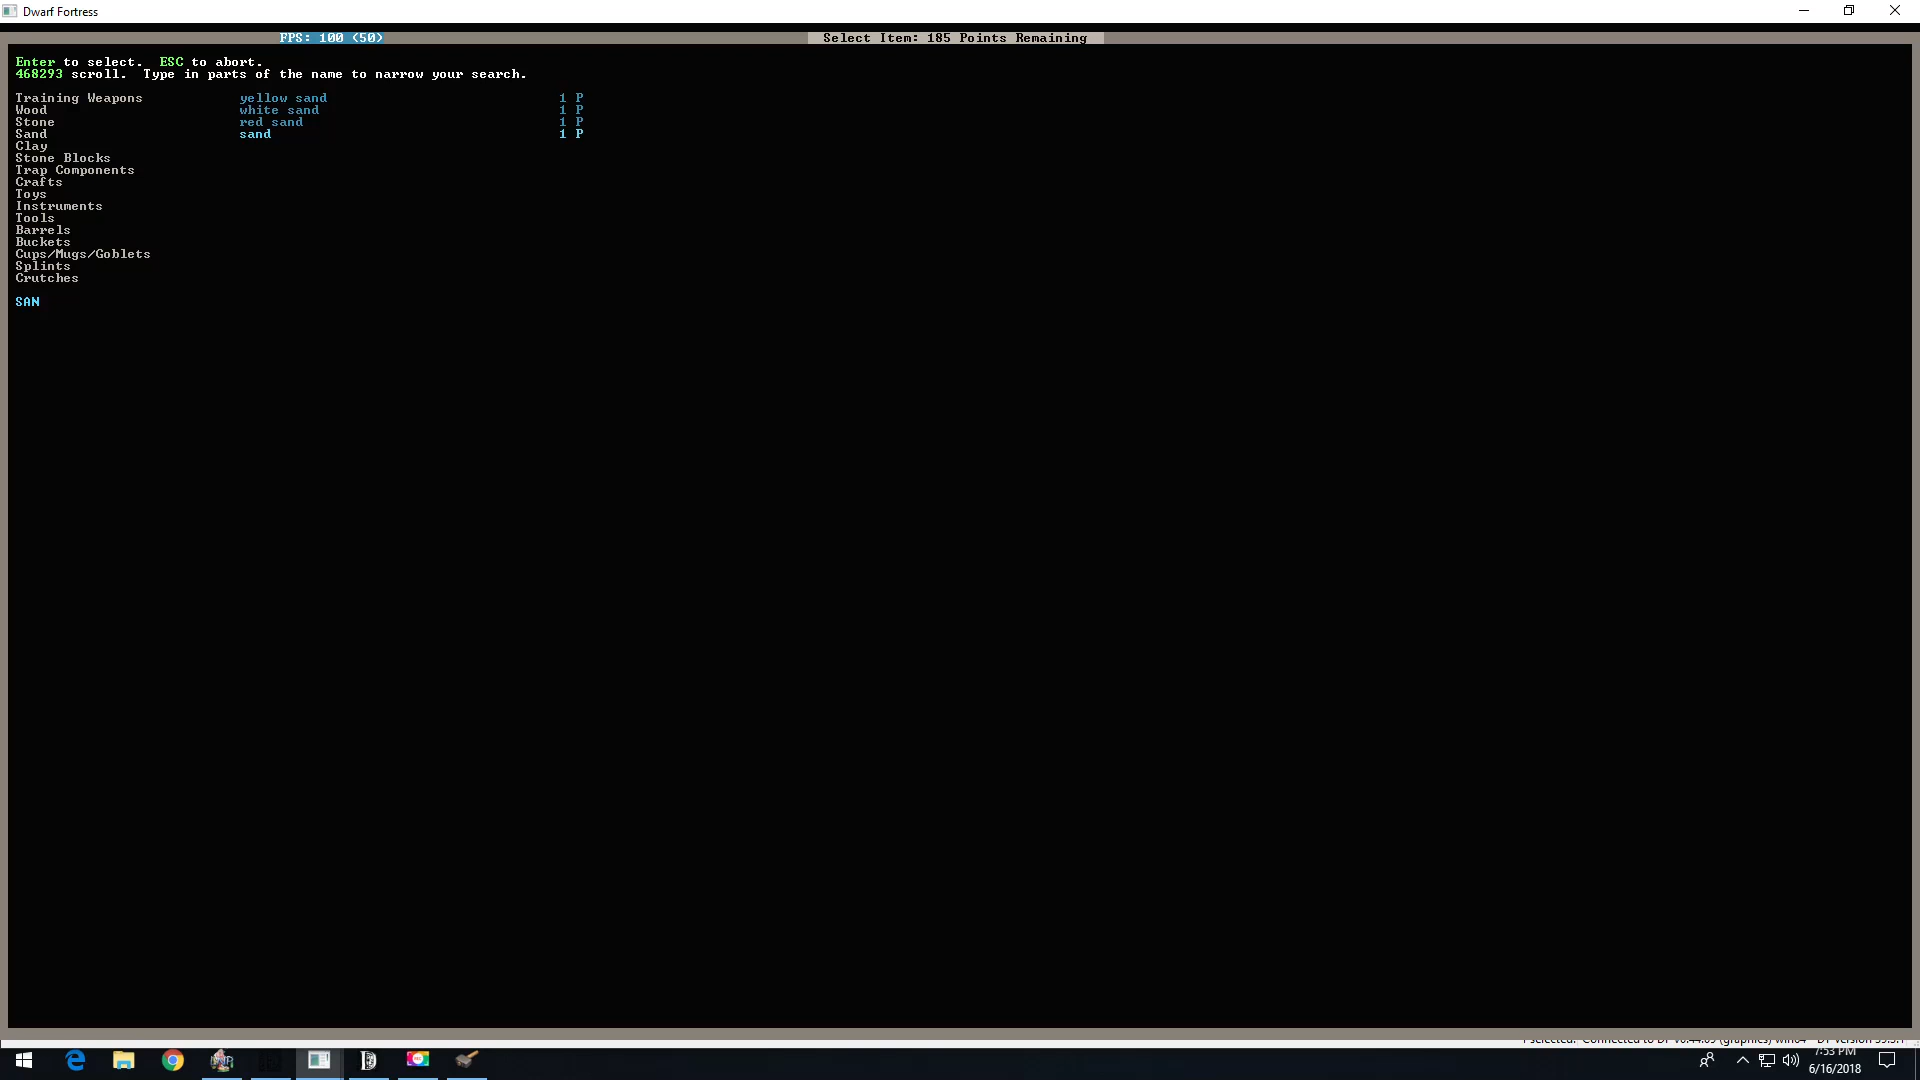 Dwarf Fortress
FPS: 100 (50)
Select Item: 185 Points Remaining
Enter to select.  ESC to abort.
468293 scroll.  Type in parts of the name to narrow your search.
Training Weapons yellow sand 1 P
Wood white sand 1 P
Stone red sand 1 P
Sand sand 1 P
Clay
Stone Blocks
Trap Components
Crafts
Toys
Instruments
Tools
Barrels
Buckets
Cups/Mugs/Goblets
Splints
Crutches
SAN
7:53 PM
6/16/2018